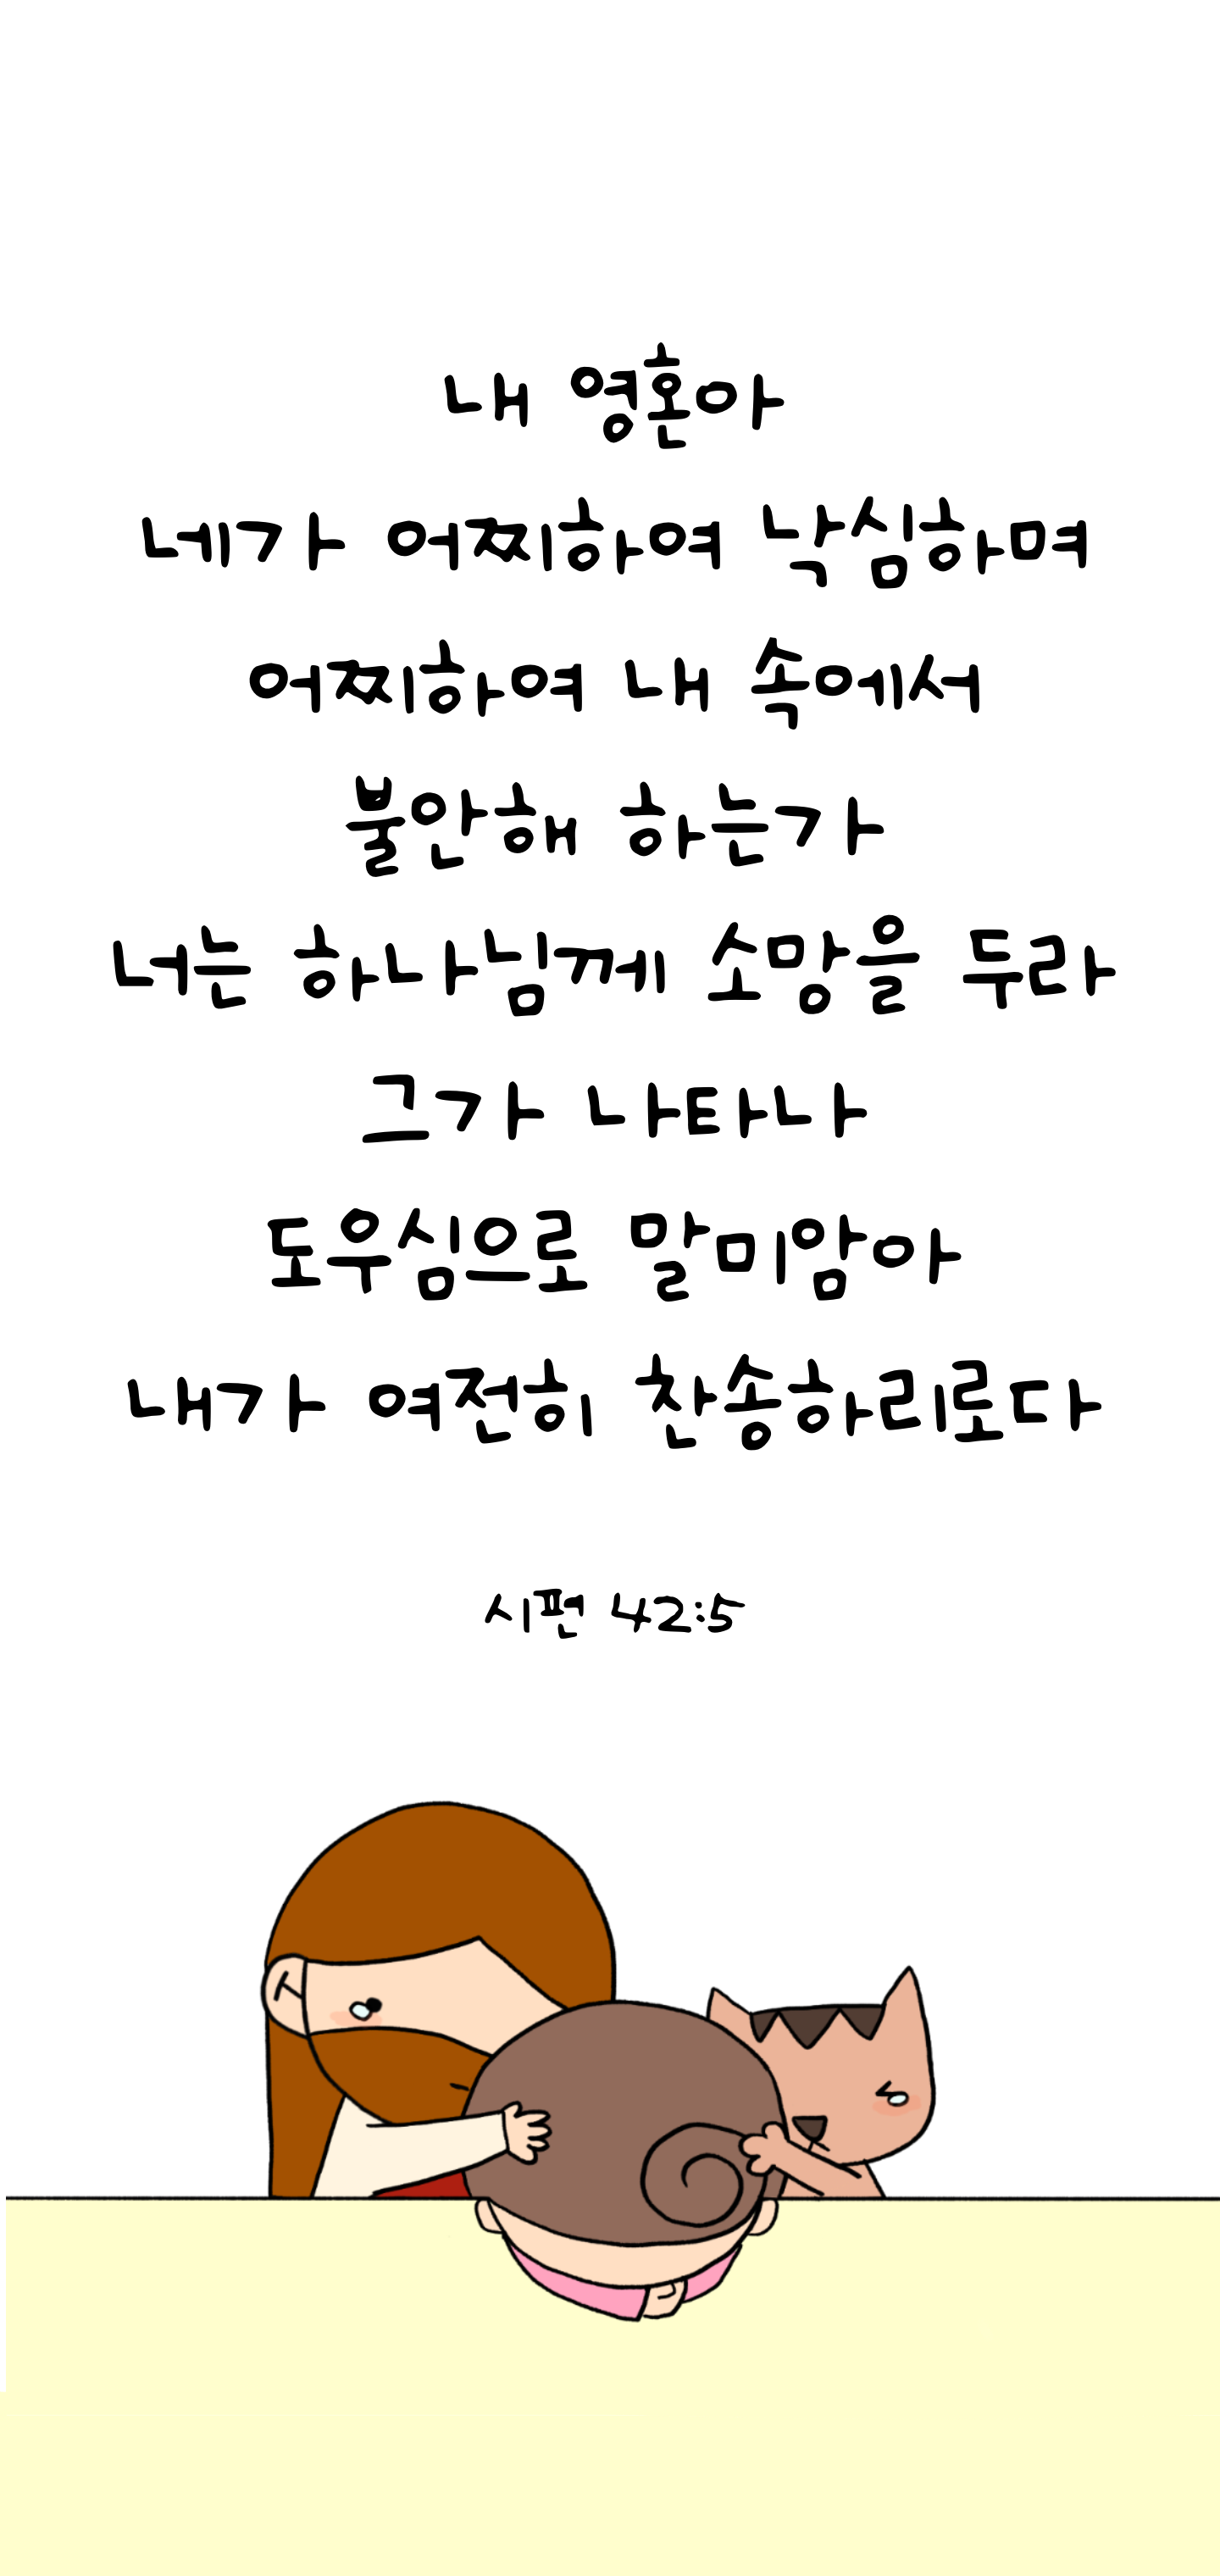 내 영혼아
네가 어찌하여 낙심하며
어찌하여 내 속에서
불안해 하는가
너는 하나님께 소망을 두라
그가 나타나
도우심으로 말미암아
내가 여전히 찬송하리로다
시편 42:5